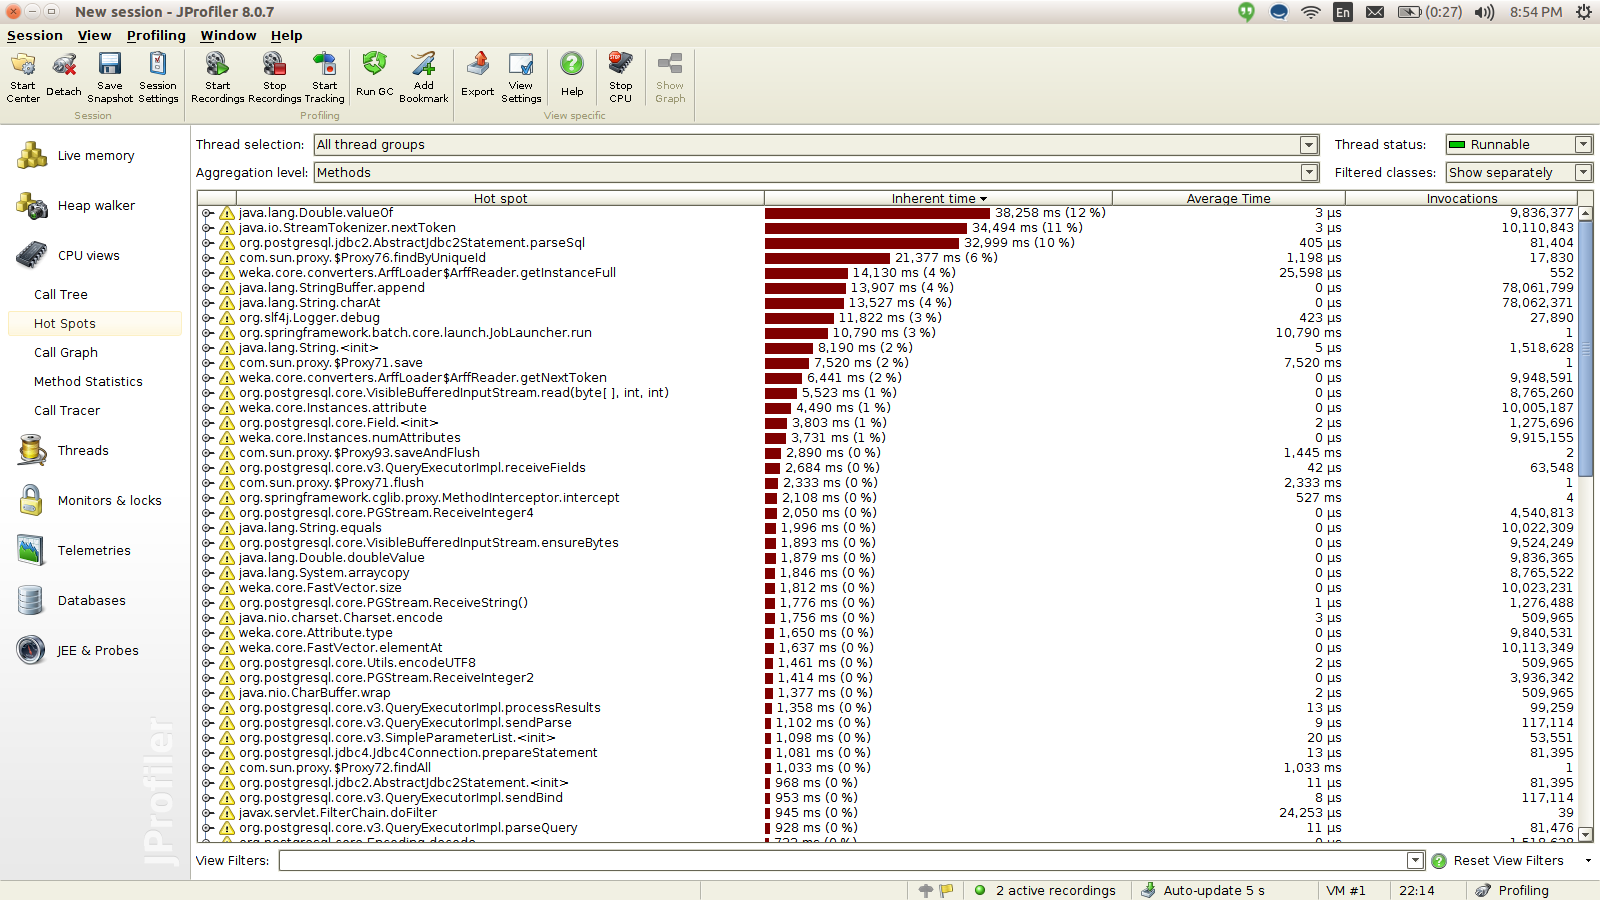 New session - JProfiler 8.0.7
En (0:27) 8:54 PM
Session View Profiling Window Help
Start Center Detach Save Snapshot Session Settings Start Recordings Stop Recordings Start Tracking Run GC Add Bookmark Export View Settings Help Stop CPU Show Graph
Session Profiling View specific
Thread selection: All thread groups Thread status: Runnable
Aggregation level: Methods Filtered classes: Show separately
Live memory
Heap walker
CPU views
Call Tree
Hot Spots
Call Graph
Method Statistics
Call Tracer
Threads
Monitors & locks
Telemetries
Databases
JEE & Probes
JProfiler
Hot spot Inherent time Average Time Invocations
java.lang.Double.valueOf 38,258 ms (12 %) 3 µs 9,836,377
java.io.StreamTokenizer.nextToken 34,494 ms (11 %) 3 µs 10,110,843
org.postgresql.jdbc2.AbstractJdbc2Statement.parseSql 32,999 ms (10 %) 405 µs 81,404
com.sun.proxy.$Proxy76.findByUniqueId 21,377 ms (6 %) 1,198 µs 17,830
weka.core.converters.ArffLoader$ArffReader.getInstanceFull 14,130 ms (4 %) 25,598 µs 552
java.lang.StringBuffer.append 13,907 ms (4 %) 0 µs 78,061,799
java.lang.String.charAt 13,527 ms (4 %) 0 µs 78,062,371
org.slf4j.Logger.debug 11,822 ms (3 %) 423 µs 27,890
org.springframework.batch.core.launch.JobLauncher.run 10,790 ms (3 %) 10,790 ms 1
java.lang.String.<init> 8,190 ms (2 %) 5 µs 1,518,628
com.sun.proxy.$Proxy71.save 7,520 ms (2 %) 7,520 ms 1
weka.core.converters.ArffLoader$ArffReader.getNextToken 6,441 ms (2 %) 0 µs 9,948,591
org.postgresql.core.VisibleBufferedInputStream.read(byte[ ], int, int) 5,523 ms (1 %) 0 µs 8,765,260
weka.core.Instances.attribute 4,490 ms (1 %) 0 µs 10,005,187
org.postgresql.core.Field.<init> 3,803 ms (1 %) 2 µs 1,275,696
weka.core.Instances.numAttributes 3,731 ms (1 %) 0 µs 9,915,155
com.sun.proxy.$Proxy93.saveAndFlush 2,890 ms (0 %) 1,445 ms 2
org.postgresql.core.v3.QueryExecutorImpl.receiveFields 2,684 ms (0 %) 42 µs 63,548
com.sun.proxy.$Proxy71.flush 2,333 ms (0 %) 2,333 ms 1
org.springframework.cglib.proxy.MethodInterceptor.intercept 2,108 ms (0 %) 527 ms 4
org.postgresql.core.PGStream.ReceiveInteger4 2,050 ms (0 %) 0 µs 4,540,813
java.lang.String.equals 1,996 ms (0 %) 0 µs 10,022,309
org.postgresql.core.VisibleBufferedInputStream.ensureBytes 1,893 ms (0 %) 0 µs 9,524,249
java.lang.Double.doubleValue 1,879 ms (0 %) 0 µs 9,836,365
java.lang.System.arraycopy 1,846 ms (0 %) 0 µs 8,765,522
weka.core.FastVector.size 1,812 ms (0 %) 0 µs 10,023,231
org.postgresql.core.PGStream.ReceiveString() 1,776 ms (0 %) 1 µs 1,276,488
java.nio.charset.Charset.encode 1,756 ms (0 %) 3 µs 509,965
weka.core.Attribute.type 1,650 ms (0 %) 0 µs 9,840,531
weka.core.FastVector.elementAt 1,637 ms (0 %) 0 µs 10,113,349
org.postgresql.core.Utils.encodeUTF8 1,461 ms (0 %) 2 µs 509,965
org.postgresql.core.PGStream.ReceiveInteger2 1,414 ms (0 %) 0 µs 3,936,342
java.nio.CharBuffer.wrap 1,377 ms (0 %) 2 µs 509,965
org.postgresql.core.v3.QueryExecutorImpl.processResults 1,358 ms (0 %) 13 µs 99,259
org.postgresql.core.v3.QueryExecutorImpl.sendParse 1,102 ms (0 %) 9 µs 117,114
org.postgresql.core.v3.SimpleParameterList.<init> 1,098 ms (0 %) 20 µs 53,551
org.postgresql.jdbc4.Jdbc4Connection.prepareStatement 1,081 ms (0 %) 13 µs 81,395
com.sun.proxy.$Proxy72.findAll 1,033 ms (0 %) 1,033 ms 1
org.postgresql.jdbc2.AbstractJdbc2Statement.<init> 968 ms (0 %) 11 µs 81,395
org.postgresql.core.v3.QueryExecutorImpl.sendBind 953 ms (0 %) 8 µs 117,114
javax.servlet.FilterChain.doFilter 945 ms (0 %) 24,253 µs 39
org.postgresql.core.v3.QueryExecutorImpl.parseQuery 928 ms (0 %) 11 µs 81,476
View Filters: Reset View Filters
2 active recordings Auto-update 5 s VM #1 22:14 Profiling